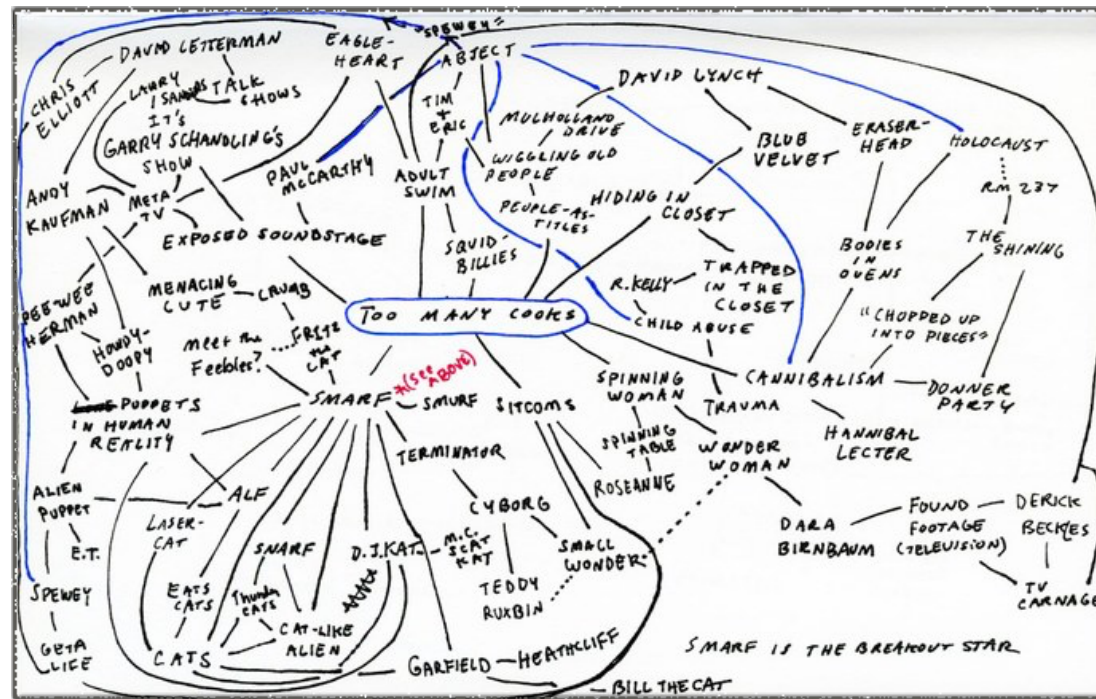 "SPEWEY"
DAVID LETTERMAN
EAGLE-
HEART
ABJECT
CHRIS
ELLIOTT
LARRY
SANDERS
TALK
SHOWS
IT'S
GARRY SCHANDLING'S
SHOW
TIM
+
ERIC
DAVID LYNCH
MULHOLLAND
DRIVE
WIGGLING OLD
PEOPLE
BLUE
VELVET
ERASER-
HEAD
HOLOCAUST
RM 237
PAUL
McCARTHY
ADULT
SWIM
ANDY
KAUFMAN
META
TV
EXPOSED SOUNDSTAGE
PEOPLE-AS-
TITLES
HIDING IN
CLOSET
SQUID-
BILLIES
BODIES
IN
OVENS
THE
SHINING
MENACING
CUTE
CRUMB
R. KELLY
TRAPPED
IN THE
CLOSET
PEE-WEE
HERMAN
HOWDY-
DOODY
meet the
Feebles?
FRITZ
the
CAT
TOO MANY COOKS
CHILD ABUSE
"CHOPPED UP
INTO PIECES"
PUPPETS
IN HUMAN
REALITY
SMARF
(SEE
ABOVE)
SMURF
SITCOMS
SPINNING
WOMAN
TRAUMA
CANNIBALISM
DONNER
PARTY
TERMINATOR
SPINNING
TABLE
ROSEANNE
WONDER
WOMAN
HANNIBAL
LECTER
ALIEN
PUPPET
ALF
LASER-
CAT
E.T.
SNARF
D.J. KAT
M.C.
SCAT
KAT
CYBORG
SMALL
WONDER
DARA
BIRNBAUM
FOUND
FOOTAGE
(TELEVISION)
DERICK
BECKLES
TV
CARNAGE
SPEWEY
EATS
CATS
Thunder
CATS
CAT-LIKE
ALIEN
TEDDY
RUXBIN
GET A
LIFE
CATS
GARFIELD
HEATHCLIFF
BILL THE CAT
SMARF IS THE BREAKOUT STAR